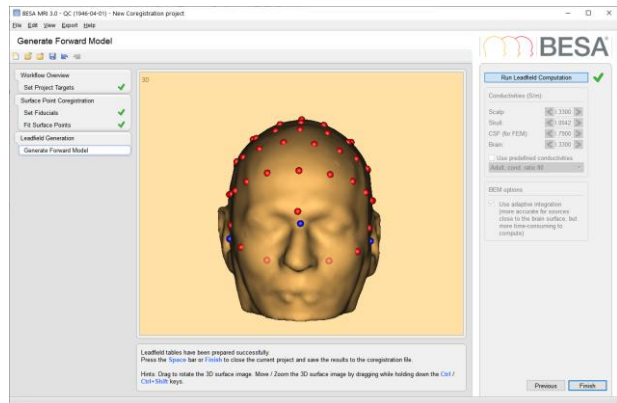 BESA MRI 3.0 - QC (1946-04-01) - New Coregistration project
File Edit View Export Help
Generate Forward Model
BESA
Workflow Overview
Set Project Targets
Surface Point Coregistration
Set Fiducials
Fit Surface Points
Leadfield Generation
Generate Forward Model
3D
Run Leadfield Computation
Conductivities (S/m)
Scalp:
Skull:
CSF (for FEM):
Brain:
Use predefined conductivities
Adult, cond. ratio 80
BEM options
Use adaptive integration
(more accurate for sources
close to the brain surface, but
more time-consuming to
compute)
Leadfield tables have been prepared successfully.
Press the Space bar or Finish to close the current project and save the results to the coregistration file.
Hints: Drag to rotate the 3D surface image. Move / Zoom the 3D surface image by dragging while holding down the Ctrl /
Ctrl+Shift keys.
Previous Finish